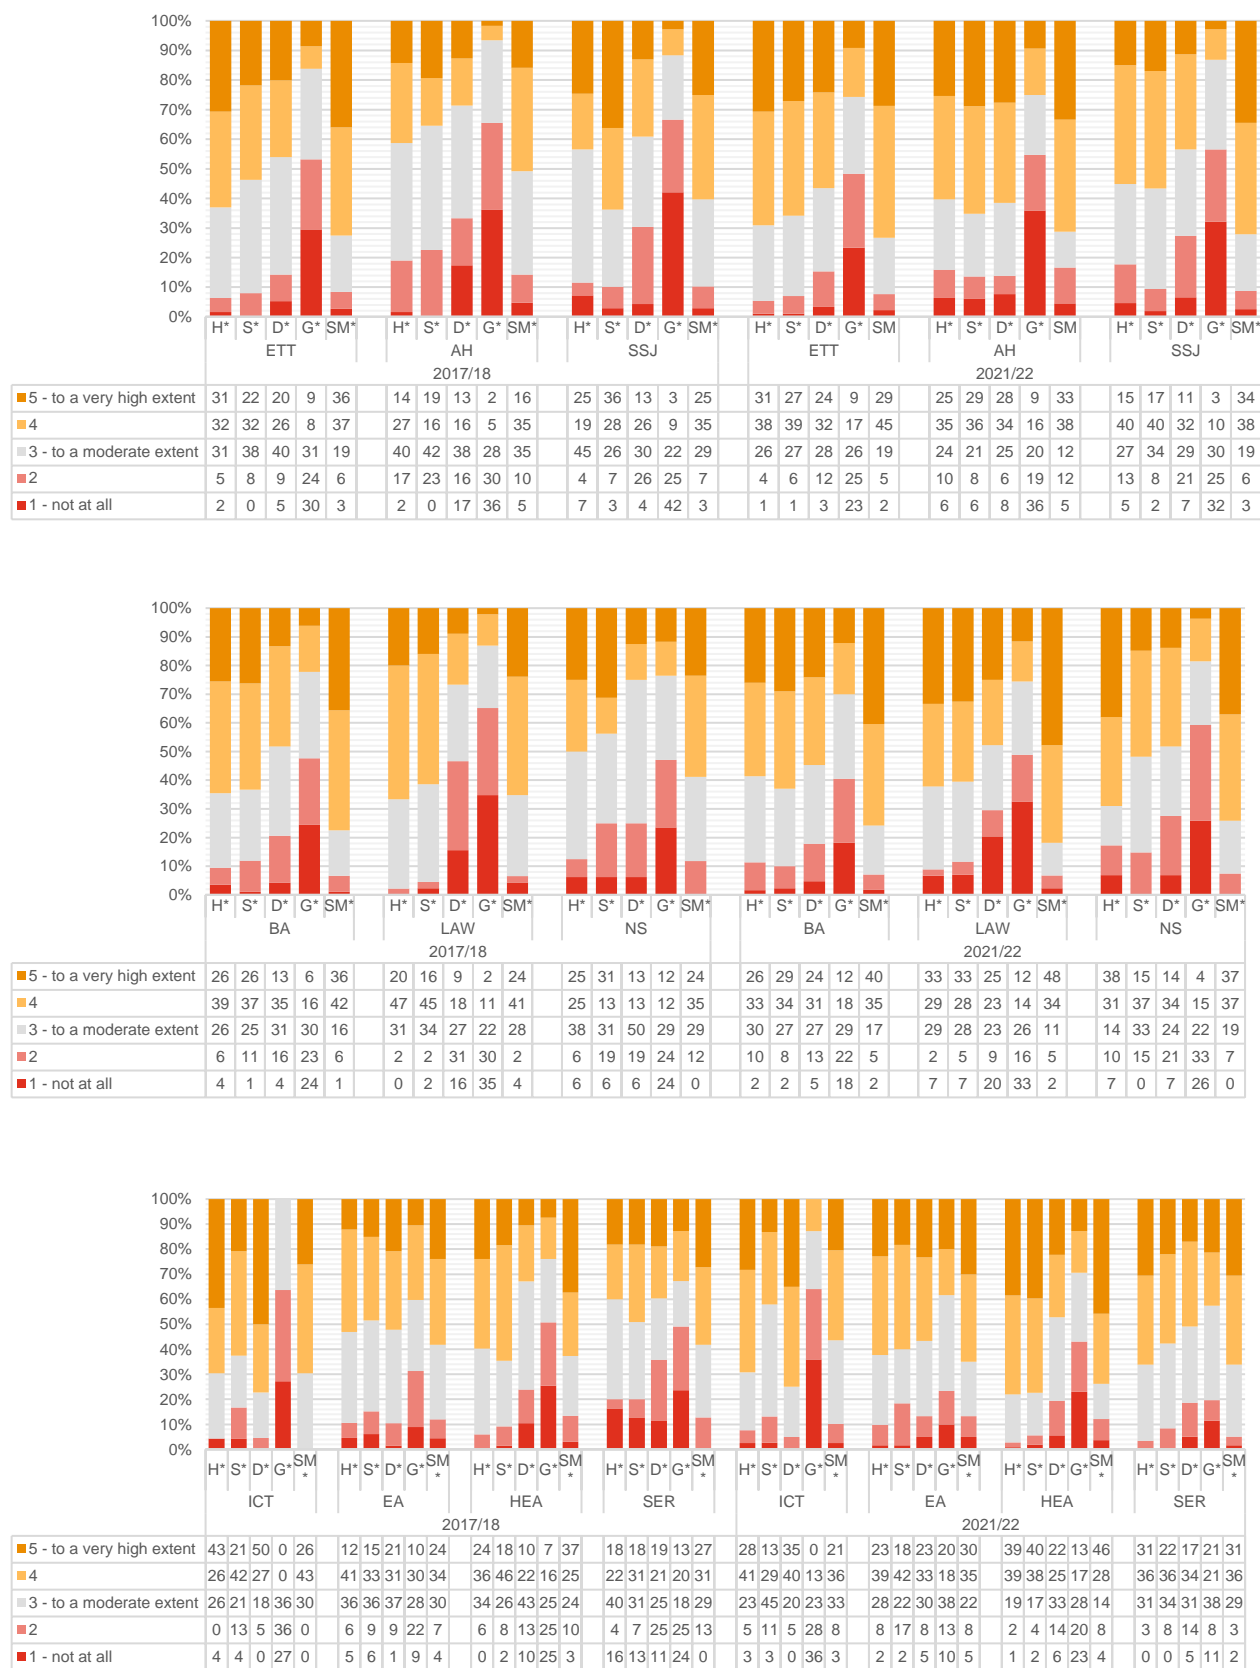 100%
90%
80%
70%
60%
50%
40%
30%
20%
10%
0%
H* S* D* G* SM* H* S* D* G* SM* H* S* D* G* SM* H* S* D* G* SM H* S* D* G* SM H* S* D* G* SM*
ETT AH SSJ ETT AH SSJ
2017/18 2021/22
5 - to a very high extent 31 22 20 9 36 14 19 13 2 16 25 36 13 3 25 31 27 24 9 29 25 29 28 9 33 15 17 11 3 34
4 32 32 26 8 37 27 16 16 5 35 19 28 26 9 35 38 39 32 17 45 35 36 34 16 38 40 40 32 10 38
3 - to a moderate extent 31 38 40 31 19 40 42 38 28 35 45 26 30 22 29 26 27 28 26 19 24 21 25 20 12 27 34 29 30 19
2 5 8 9 24 6 17 23 16 30 10 4 7 26 25 7 4 6 12 25 5 10 8 6 19 12 13 8 21 25 6
1 - not at all 2 0 5 30 3 2 0 17 36 5 7 3 4 42 3 1 1 3 23 2 6 6 8 36 5 5 2 7 32 3
100%
90%
80%
70%
60%
50%
40%
30%
20%
10%
0%
H* S* D* G* SM* H* S* D* G* SM* H* S* D* G* SM* H* S* D* G* SM* H* S* D* G* SM* H* S* D* G* SM*
BA LAW NS BA LAW NS
2017/18 2021/22
5 - to a very high extent 26 26 13 6 36 20 16 9 2 24 25 31 13 12 24 26 29 24 12 40 33 33 25 12 48 38 15 14 4 37
4 39 37 35 16 42 47 45 18 11 41 25 13 13 12 35 33 34 31 18 35 29 28 23 14 34 31 37 34 15 37
3 - to a moderate extent 26 25 31 30 16 31 34 27 22 28 38 31 50 29 29 30 27 27 29 17 29 28 23 26 11 14 33 24 22 19
2 6 11 16 23 6 2 2 31 30 2 6 19 19 24 12 10 8 13 22 5 2 5 9 16 5 10 15 21 33 7
1 - not at all 4 1 4 24 1 0 2 16 35 4 6 6 6 24 0 2 2 5 18 2 7 7 20 33 2 7 0 7 26 0
100%
90%
80%
70%
60%
50%
40%
30%
20%
10%
0%
H* S* D* G* SM* H* S* D* G* SM* H* S* D* G* SM* H* S* D* G* SM* H* S* D* G* SM* H* S* D* G* SM* H* S* D* G* SM* H* S* D* G* SM*
ICT EA HEA SER ICT EA HEA SER
2017/18 2021/22
5 - to a very high extent 43 21 50 0 26 12 15 21 10 24 24 18 10 7 37 18 18 19 13 27 28 13 35 0 21 23 18 23 20 30 39 40 22 13 46 31 22 17 21 31
4 26 42 27 0 43 41 33 31 30 34 36 46 22 16 25 22 31 21 20 31 41 29 40 13 36 39 42 33 18 35 39 38 25 17 28 36 36 34 21 36
3 - to a moderate extent 26 21 18 36 30 36 36 37 28 30 34 26 43 25 24 40 31 25 18 29 23 45 20 23 33 28 22 30 38 22 19 17 33 28 14 31 34 31 38 29
2 0 13 5 36 0 6 9 9 22 7 6 8 13 25 10 4 7 25 25 13 5 11 5 28 8 8 17 8 13 8 2 4 14 20 8 3 8 14 8 3
1 - not at all 4 4 0 27 0 5 6 1 9 4 0 2 10 25 3 16 13 11 24 0 3 3 0 36 3 2 2 5 10 5 1 2 6 23 4 0 0 5 11 2